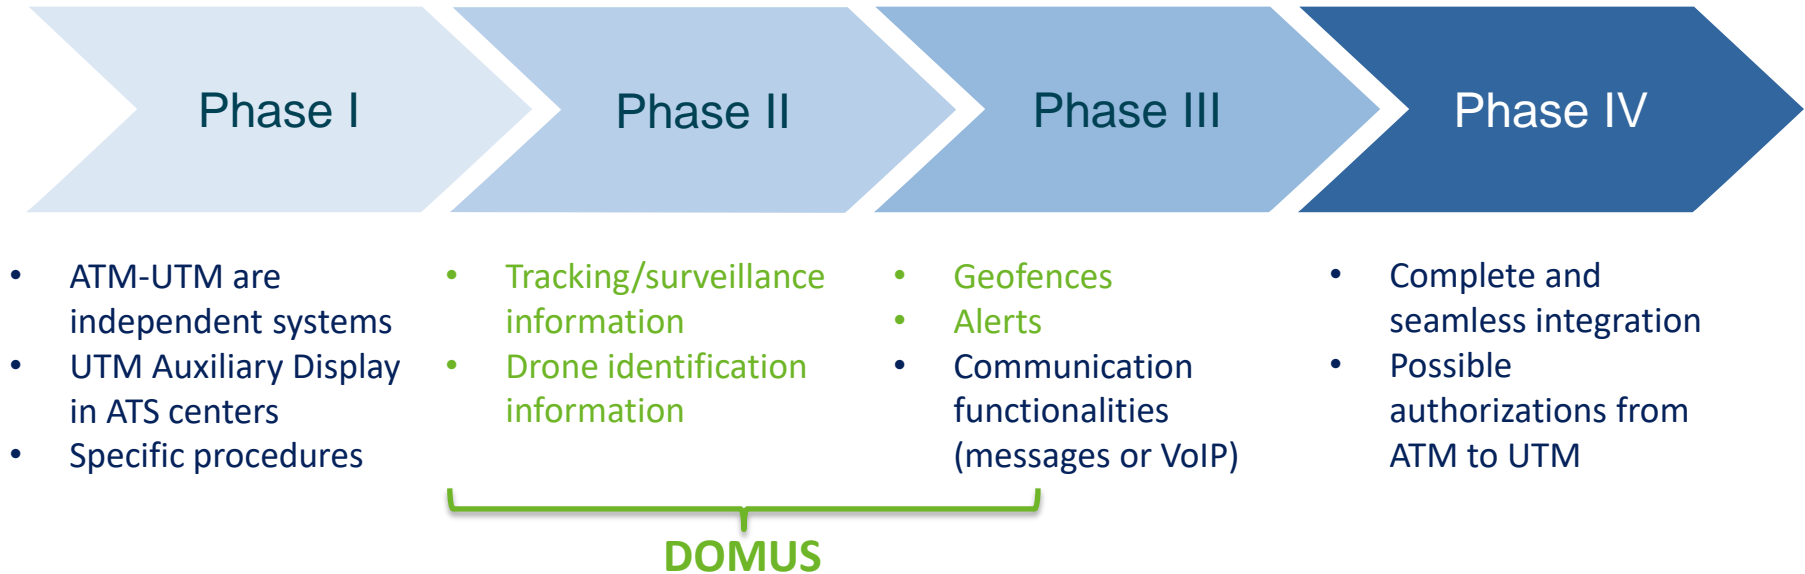 Phase I
Phase II
Phase III
Phase IV
• ATM-UTM are
independent systems
• UTM Auxiliary Display
in ATS centers
• Specific procedures
• Tracking/surveillance
information
• Drone identification
information
• Geofences
• Alerts
• Communication
functionalities
(messages or VoIP)
• Complete and
seamless integration
• Possible
authorizations from
ATM to UTM
DOMUS